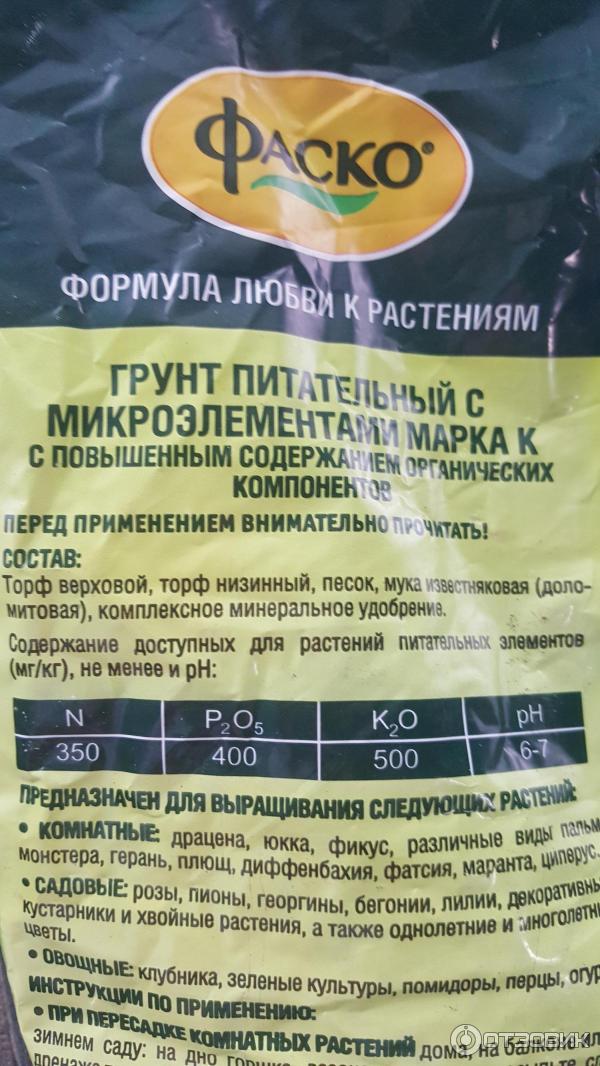 ФАСКО®
ФОРМУЛА ЛЮБВИ К РАСТЕНИЯМ
ГРУНТ ПИТАТЕЛЬНЫЙ С
МИКРОЭЛЕМЕНТАМИ МАРКА К
С ПОВЫШЕННЫМ СОДЕРЖАНИЕМ ОРГАНИЧЕСКИХ
КОМПОНЕНТОВ
ПЕРЕД ПРИМЕНЕНИЕМ ВНИМАТЕЛЬНО ПРОЧИТАТЬ!
СОСТАВ:
Торф верховой, торф низинный, песок, мука известняковая (доло-
митовая), комплексное минеральное удобрение.
Содержание доступных для растений питательных элементов
(мг/кг), не менее и pH:
N P₂O₅ K₂O pH
350 400 500 6-7
ПРЕДНАЗНАЧЕН ДЛЯ ВЫРАЩИВАНИЯ СЛЕДУЮЩИХ РАСТЕНИЙ:
• КОМНАТНЫЕ: драцена, юкка, фикус, различные виды пальм
монстера, герань, плющ, диффенбахия, фатсия, маранта, циперус.
• САДОВЫЕ: розы, пионы, георгины, бегонии, лилии, декоративны
кустарники и хвойные растения, а также однолетние и многолетн
цветы.
• ОВОЩНЫЕ: клубника, зеленые культуры, помидоры, перцы, огур
ИНСТРУКЦИИ ПО ПРИМЕНЕНИЮ:
• ПРИ ПЕРЕСАДКЕ КОМНАТНЫХ РАСТЕНИЙ дома, на балконе
зимнем саду: на дно горшка
отзовик